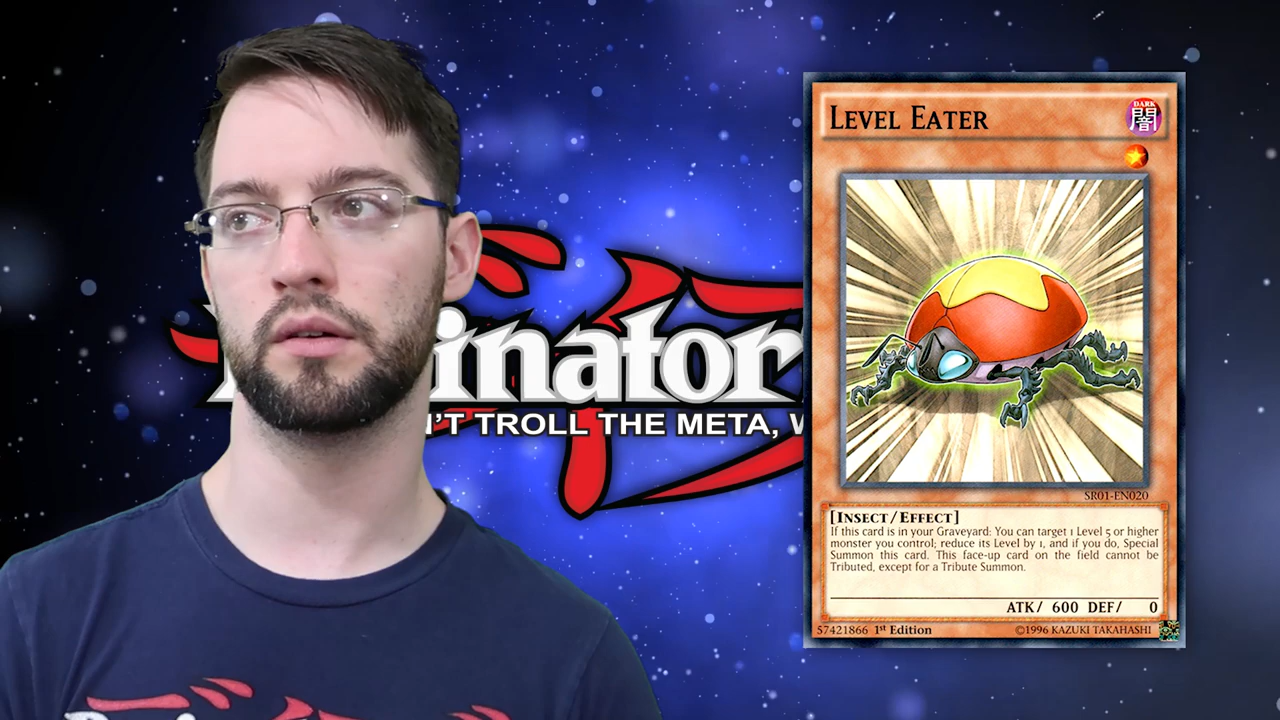 inator
N'T TROLL THE META, W
LEVEL EATER
DARK
闇
SR01-EN020
[INSECT/EFFECT]
If this card is in your Graveyard: You can target 1 Level 5 or higher
monster you control; reduce its Level by 1, and if you do, Special
Summon this card. This face-up card on the field cannot be
Tributed, except for a Tribute Summon.
ATK/ 600 DEF/ 0
57421866 1st Edition
©1996 KAZUKI TAKAHASHI